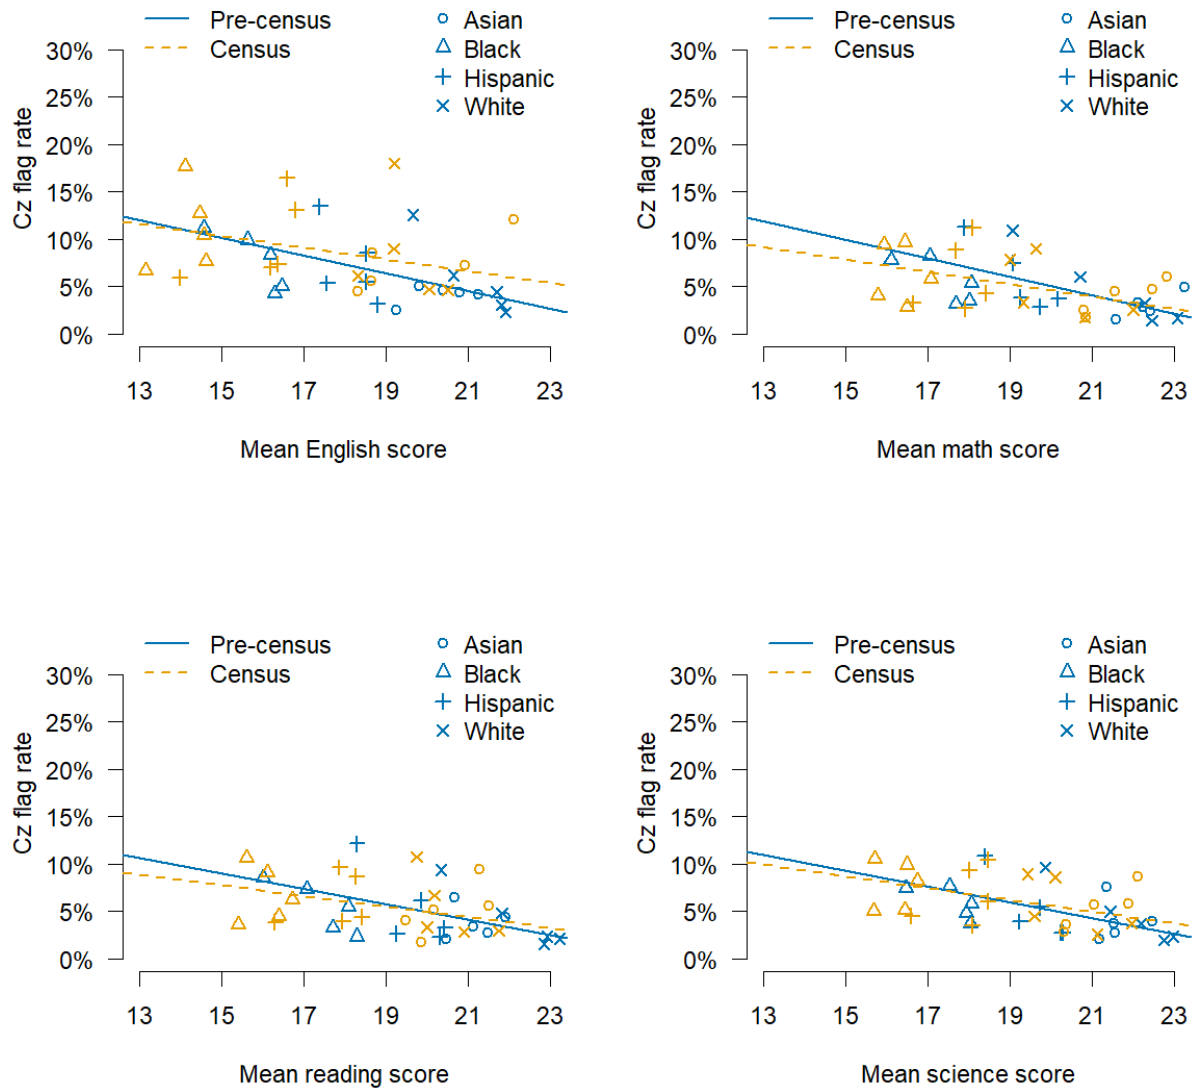 Pre-census
Census
Asian
Black
Hispanic
White
30%
25%
20%
15%
10%
5%
0%
Cz flag rate
13 15 17 19 21 23
Mean English score
Pre-census
Census
Asian
Black
Hispanic
White
30%
25%
20%
15%
10%
5%
0%
Cz flag rate
13 15 17 19 21 23
Mean math score
Pre-census
Census
Asian
Black
Hispanic
White
30%
25%
20%
15%
10%
5%
0%
Cz flag rate
13 15 17 19 21 23
Mean reading score
Pre-census
Census
Asian
Black
Hispanic
White
30%
25%
20%
15%
10%
5%
0%
Cz flag rate
13 15 17 19 21 23
Mean science score